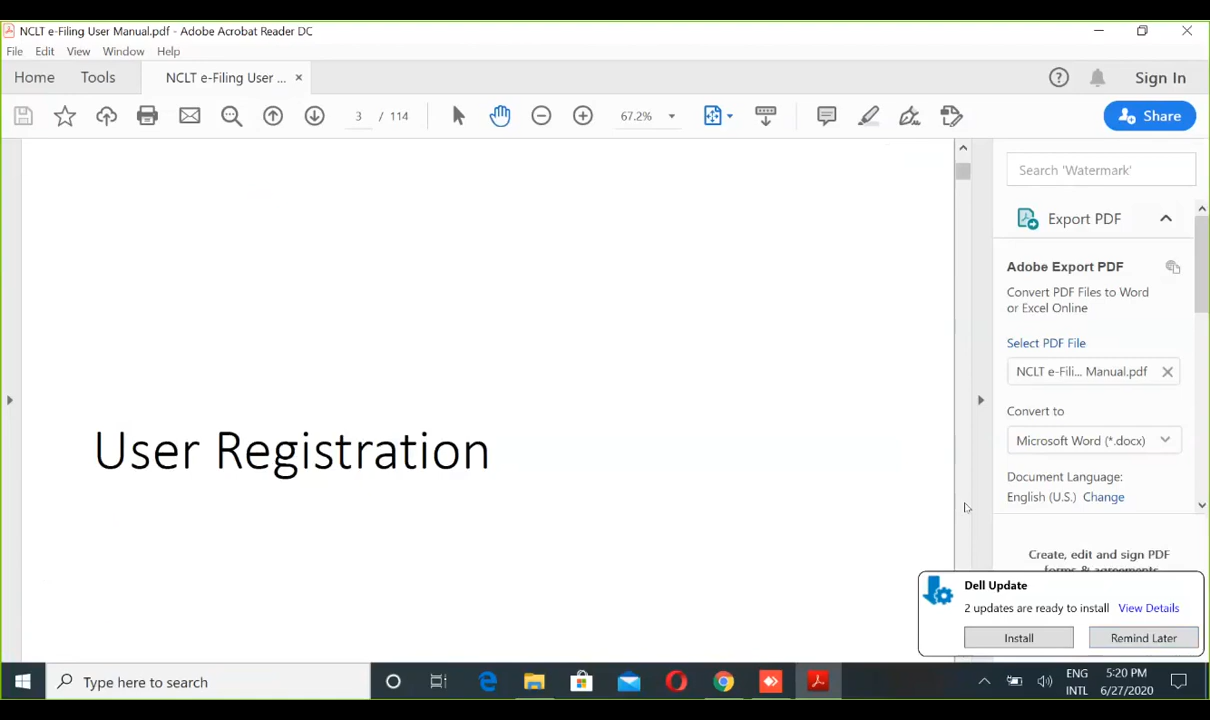 NCLT e-Filing User Manual.pdf - Adobe Acrobat Reader DC
File Edit View Window Help
Home Tools NCLT e-Filing User ... × Sign In
3 / 114 67.2% Share
Search 'Watermark'
Export PDF
Adobe Export PDF
Convert PDF Files to Word
or Excel Online
Select PDF File
NCLT e-Fili... Manual.pdf
Convert to
Microsoft Word (*.docx)
Document Language:
English (U.S.) Change
Create, edit and sign PDF
forms & agreements
User Registration
Dell Update
2 updates are ready to install View Details
Install Remind Later
Type here to search
ENG 5:20 PM
INTL 6/27/2020